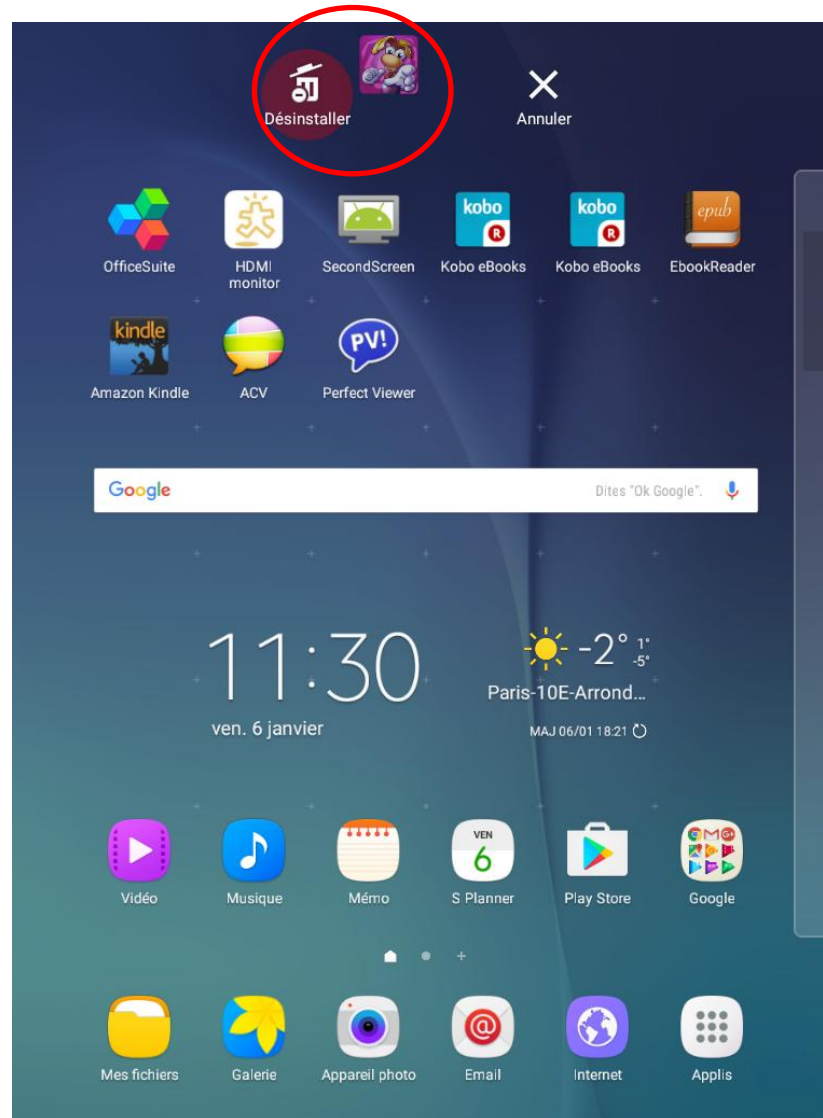 Désinstaller
Annuler
OfficeSuite
HDMI
monitor
SecondScreen
kobo
R
Kobo eBooks
kobo
R
Kobo eBooks
epub
EbookReader
kindle
Amazon Kindle
ACV
PV!
Perfect Viewer
Google
Dites "Ok Google".
11:30
ven. 6 janvier
-2° 1°
-5°
Paris-10E-Arrond...
MAJ 06/01 18:21
Vidéo
Musique
Mémo
VEN
6
S Planner
Play Store
Google
Mes fichiers
Galerie
Appareil photo
@
Email
Internet
Applis